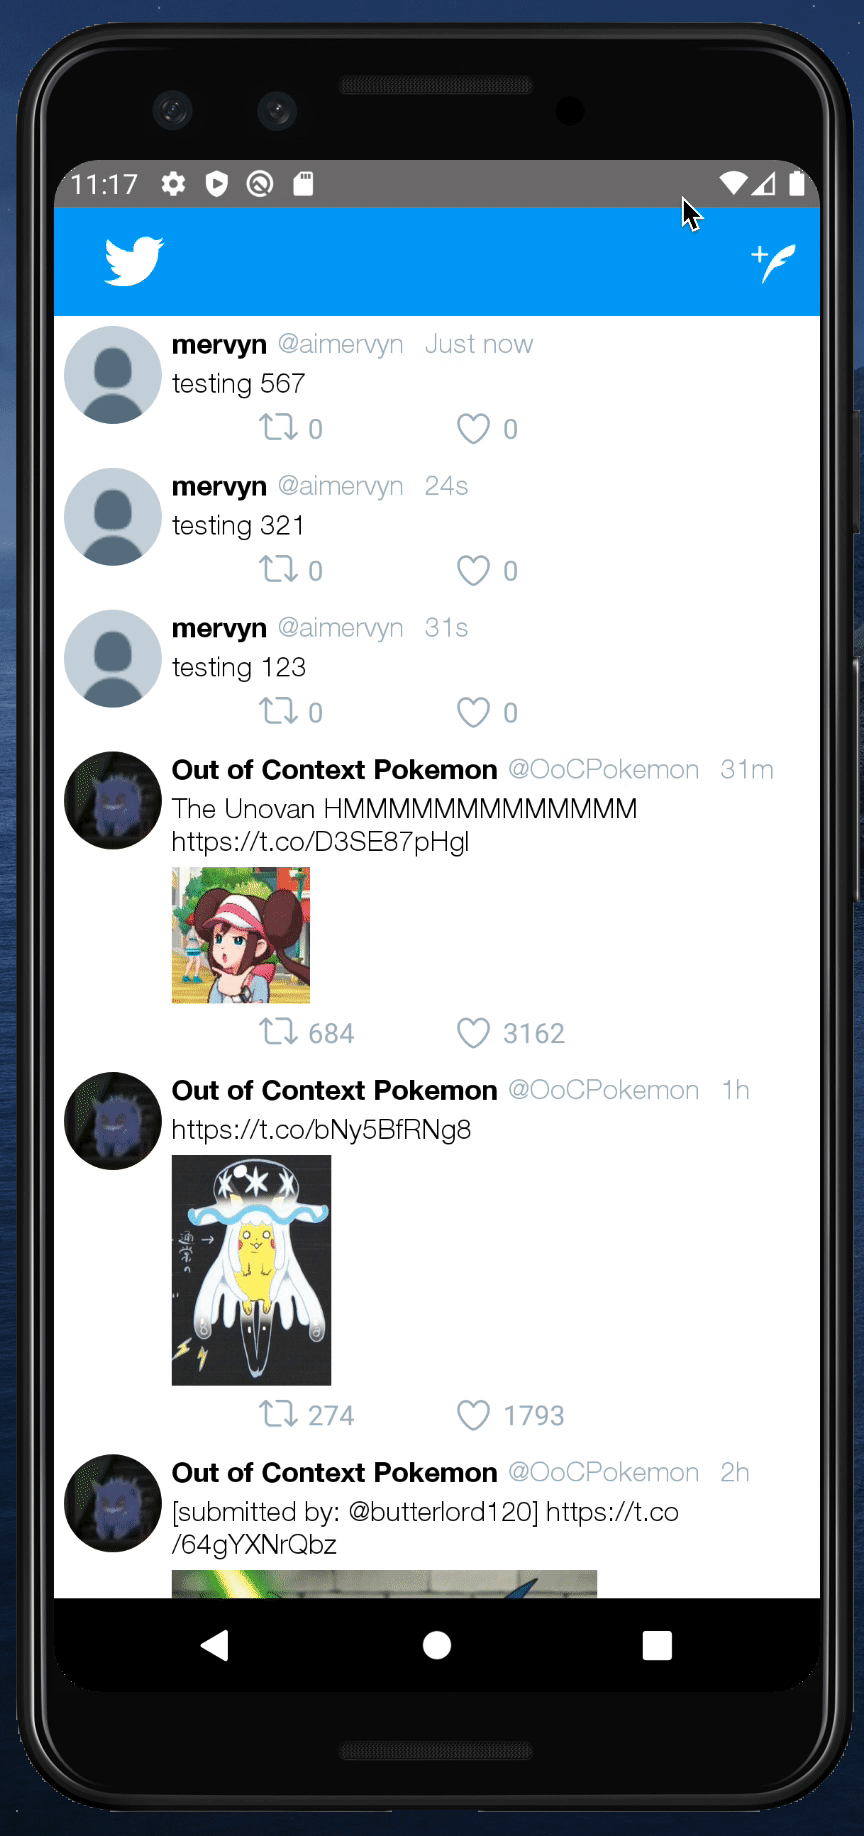 11:17
mervyn @aimervyn Just now
testing 567
0 0
mervyn @aimervyn 24s
testing 321
0 0
mervyn @aimervyn 31s
testing 123
0 0
Out of Context Pokemon @OoCPokemon 31m
The Unovan HMMMMMMMMMMMMM
https://t.co/D3SE87pHgl
684 3162
Out of Context Pokemon @OoCPokemon 1h
https://t.co/bNy5BfRNg8
通常の
274 1793
Out of Context Pokemon @OoCPokemon 2h
[submitted by: @butterlord120] https://t.co
/64gYXNrQbz